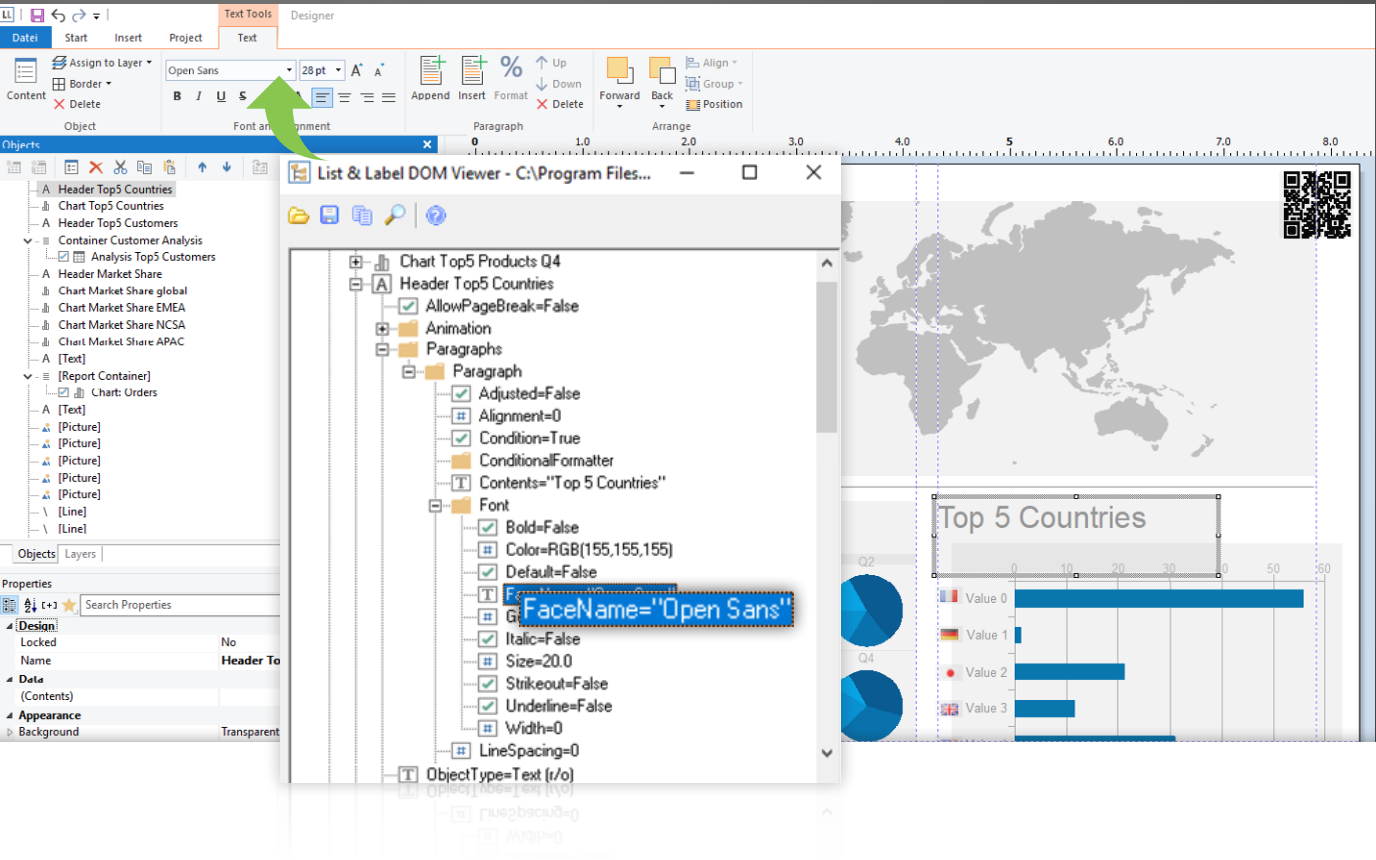 LL
Text Tools Designer
Datei Start Insert Project Text
Content
Assign to Layer
Border
Delete
Object
Open Sans 28 pt A A
B I U S A
Font an ignment
Append Insert Format
Up
Down
Delete
Paragraph
Forward Back
Align
Group
Position
Arrange
Objects
0 1.0 2.0 3.0 4.0 5 6.0 7.0 8.0
A Header Top5 Countries
Chart Top5 Countries
A Header Top5 Customers
Container Customer Analysis
Analysis Top5 Customers
A Header Market Share
Chart Market Share global
Chart Market Share EMEA
Chart Market Share NCSA
Chart Market Share APAC
A [Text]
[Report Container]
Chart: Orders
A [Text]
[Picture]
[Picture]
[Picture]
[Picture]
[Picture]
[Line]
[Line]
Objects Layers
Properties
Search Properties
Design
Locked No
Name Header To
Data
(Contents)
Appearance
Background Transparent
List & Label DOM Viewer - C:\Program Files...
Chart Top5 Products Q4
A Header Top5 Countries
AllowPageBreak=False
Animation
Paragraphs
Paragraph
Adjusted=False
# Alignment=0
Condition=True
ConditionalFormatter
T Contents="Top 5 Countries"
Font
Bold=False
# Color=RGB(155,155,155)
Default=False
T
FaceName="Open Sans"
#
Italic=False
# Size=20.0
Strikeout=False
Underline=False
# Width=0
# LineSpacing=0
T ObjectType=Text (r/o)
Top 5 Countries
Q2
Q4
0 10 20 30 40 50 60
Value 0
Value 1
Value 2
Value 3